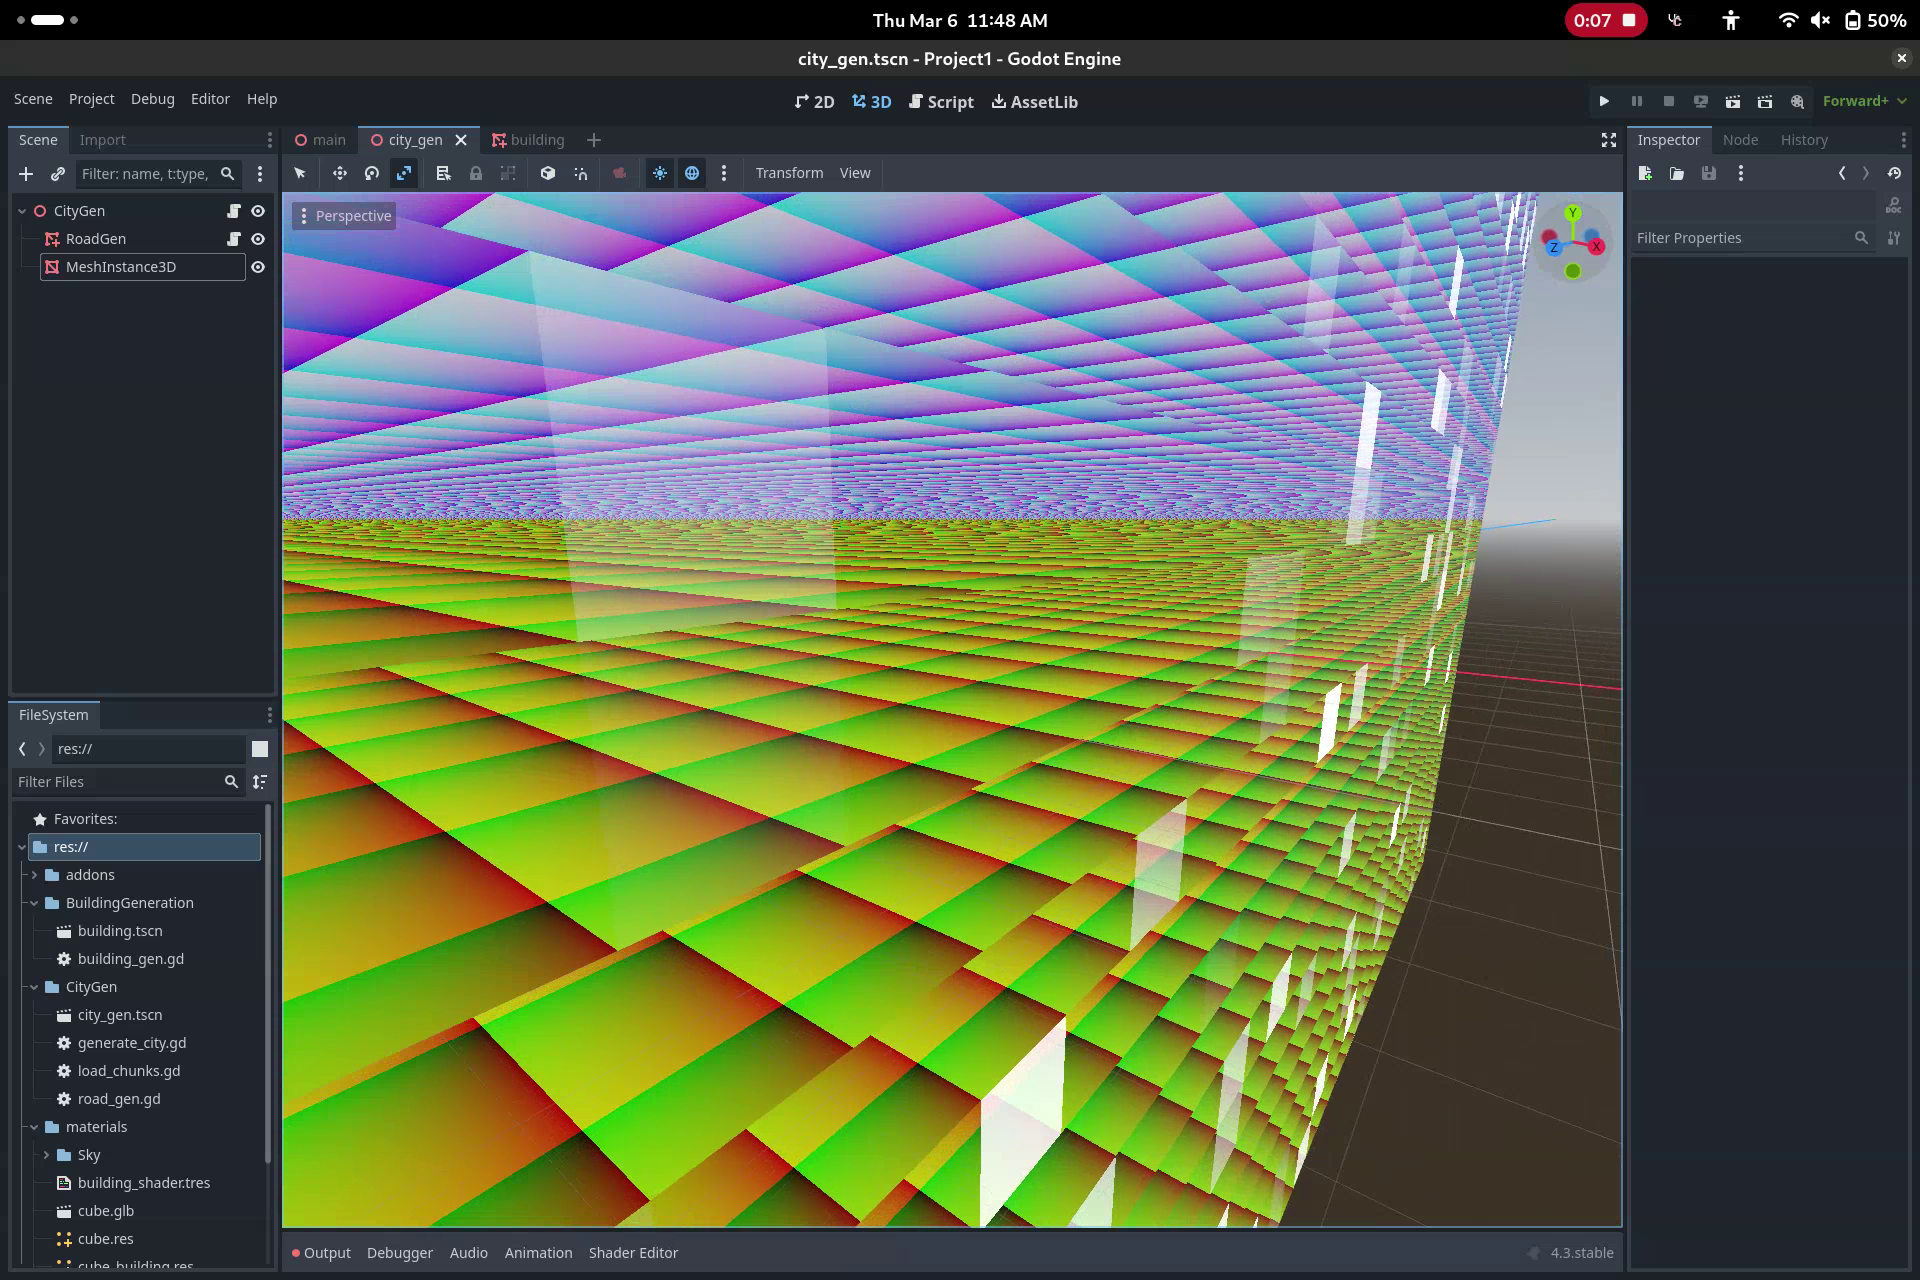 Thu Mar 6 11:48 AM
0:07
50%
city_gen.tscn - Project1 - Godot Engine
Scene Project Debug Editor Help
2D 3D Script AssetLib
Forward+
Scene Import
main city_gen building
Inspector Node History
Filter: name, t:type,
Transform View
CityGen
RoadGen
MeshInstance3D
Perspective
Y
Z
X
DOC
Filter Properties
FileSystem
res://
Filter Files
Favorites:
res://
addons
BuildingGeneration
building.tscn
building_gen.gd
CityGen
city_gen.tscn
generate_city.gd
load_chunks.gd
road_gen.gd
materials
Sky
building_shader.tres
cube.glb
cube.res
cube_building.res
Output Debugger Audio Animation Shader Editor
4.3.stable